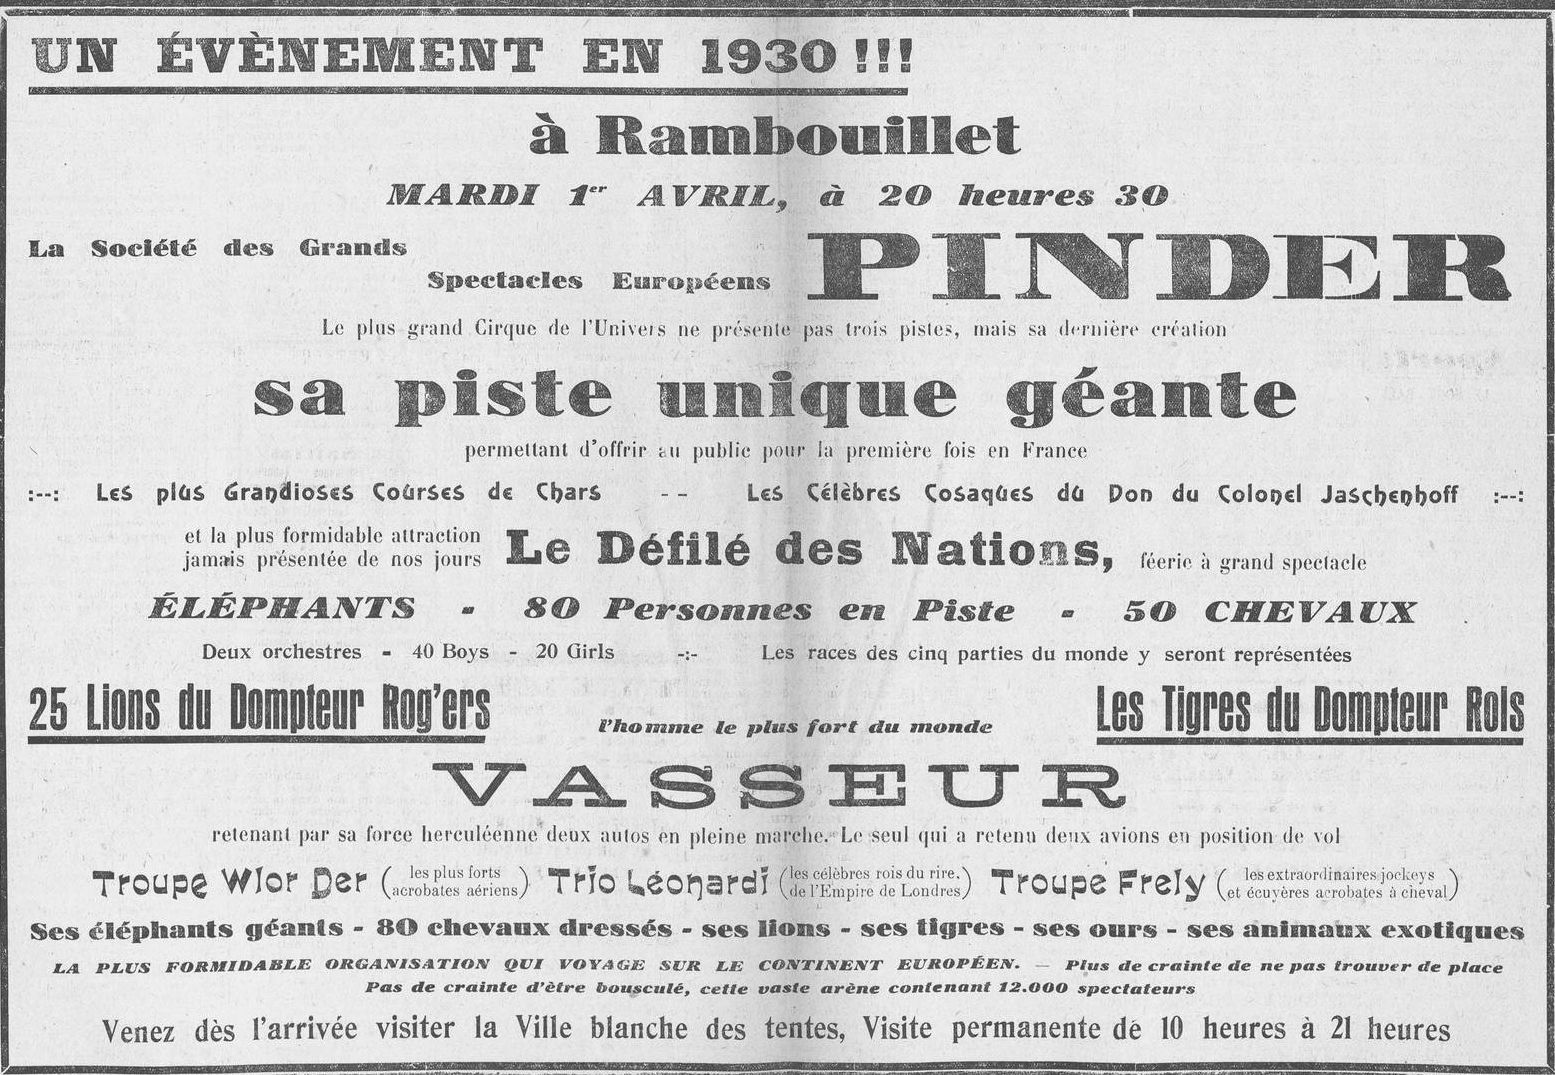 UN ÉVÈNEMENT EN 1930 !!!
à Rambouillet
MARDI 1er AVRIL, à 20 heures 30
La Société des Grands
Spectacles Européens PINDER
Le plus grand Cirque de l'Univers ne présente pas trois pistes, mais sa dernière création
sa piste unique géante
permettant d'offrir au public pour la première fois en France
:--: Les plus Grandioses Courses de Chars -- Les Célèbres Cosaques du Don du Colonel Jaschenhoff :--:
et la plus formidable attraction
jamais présentée de nos jours Le Défilé des Nations, féerie à grand spectacle
ÉLÉPHANTS - 80 Personnes en Piste - 50 CHEVAUX
Deux orchestres - 40 Boys - 20 Girls -:- Les races des cinq parties du monde y seront représentées
25 Lions du Dompteur Rog'ers l'homme le plus fort du monde Les Tigres du Dompteur Rols
VASSEUR
retenant par sa force herculéenne deux autos en pleine marche. Le seul qui a retenu deux avions en position de vol
Troupe Wlor Der (les plus forts acrobates aériens) Trio Léonardi (les célèbres rois du rire, de l'Empire de Londres) Troupe Frely (les extraordinaires jockeys et écuyères acrobates à cheval)
Ses éléphants géants - 80 chevaux dressés - ses lions - ses tigres - ses ours - ses animaux exotiques
LA PLUS FORMIDABLE ORGANISATION QUI VOYAGE SUR LE CONTINENT EUROPÉEN. — Plus de crainte de ne pas trouver de place
Pas de crainte d'être bousculé, cette vaste arène contenant 12.000 spectateurs
Venez dès l'arrivée visiter la Ville blanche des tentes, Visite permanente de 10 heures à 21 heures